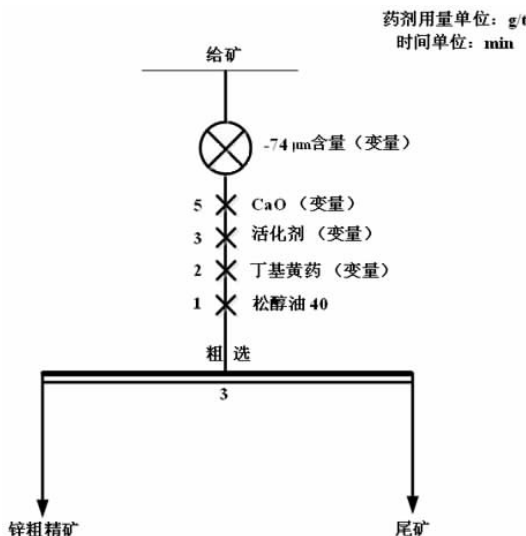 药剂用量单位：g/t
时间单位：min
给矿
-74 μm含量（变量）
5 CaO（变量）
3 活化剂（变量）
2 丁基黄药（变量）
1 松醇油 40
粗 选
3
锌粗精矿 尾矿